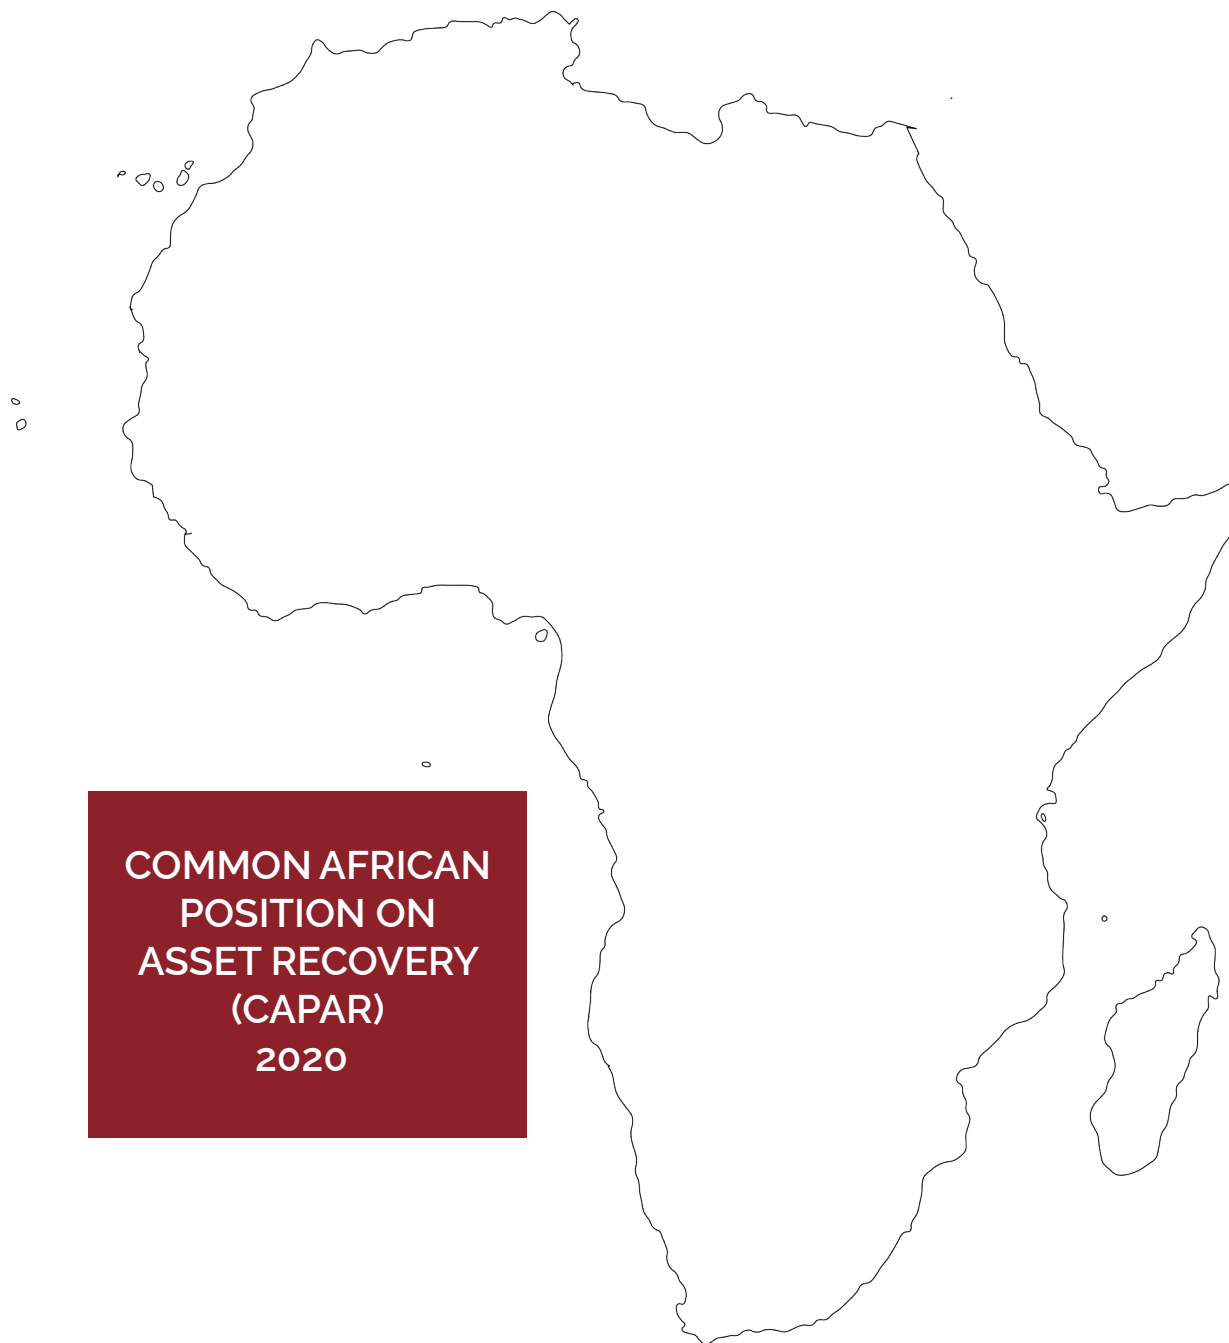 COMMON AFRICAN
POSITION ON
ASSET RECOVERY
(CAPAR)
2020